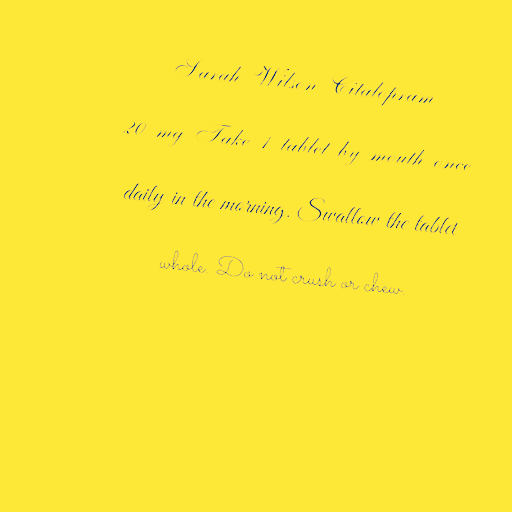 Sarah Wilson Citalopram
20 mg Take 1 tablet by mouth once
daily in the morning. Swallow the tablet
whole. Do not crush or chew.